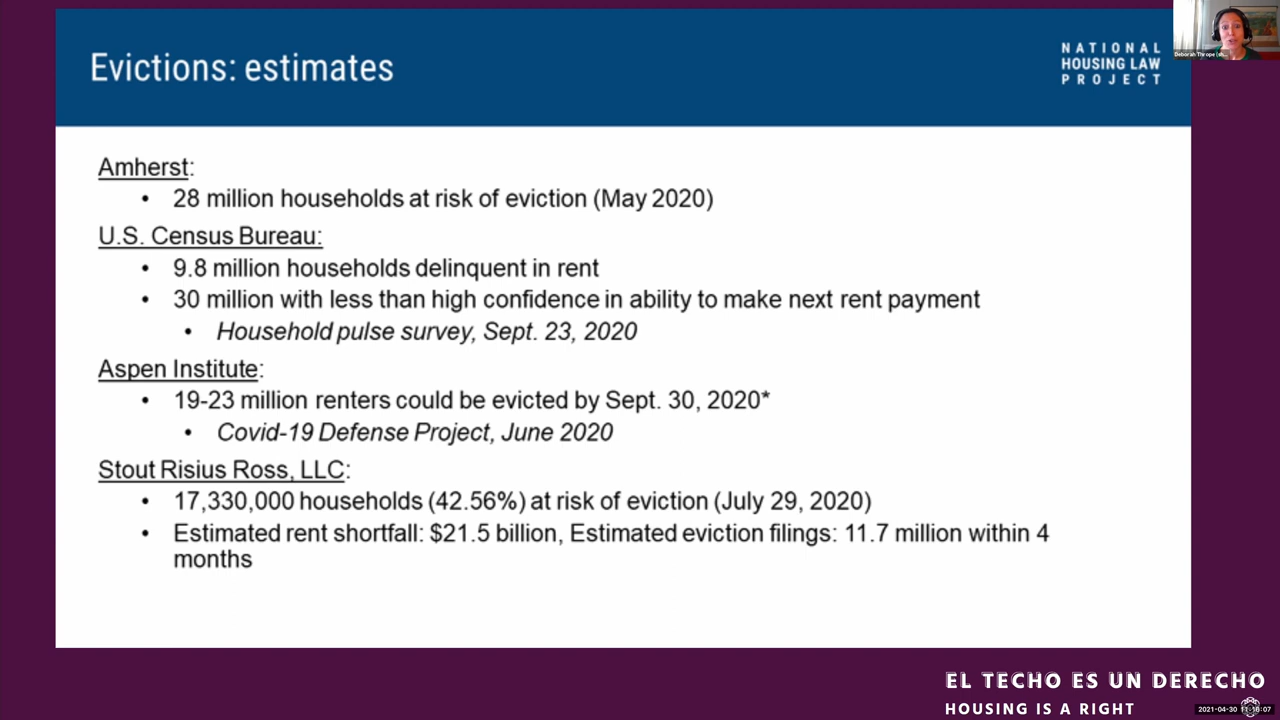 Evictions: estimates
NATIONAL
HOUSING LAW
PROJECT
Amherst:
• 28 million households at risk of eviction (May 2020)
U.S. Census Bureau:
• 9.8 million households delinquent in rent
• 30 million with less than high confidence in ability to make next rent payment
• Household pulse survey, Sept. 23, 2020
Aspen Institute:
• 19-23 million renters could be evicted by Sept. 30, 2020*
• Covid-19 Defense Project, June 2020
Stout Risius Ross, LLC:
• 17,330,000 households (42.56%) at risk of eviction (July 29, 2020)
• Estimated rent shortfall: $21.5 billion, Estimated eviction filings: 11.7 million within 4
months
EL TECHO ES UN DERECHO
HOUSING IS A RIGHT
Deborah Thrope
2021-04-30